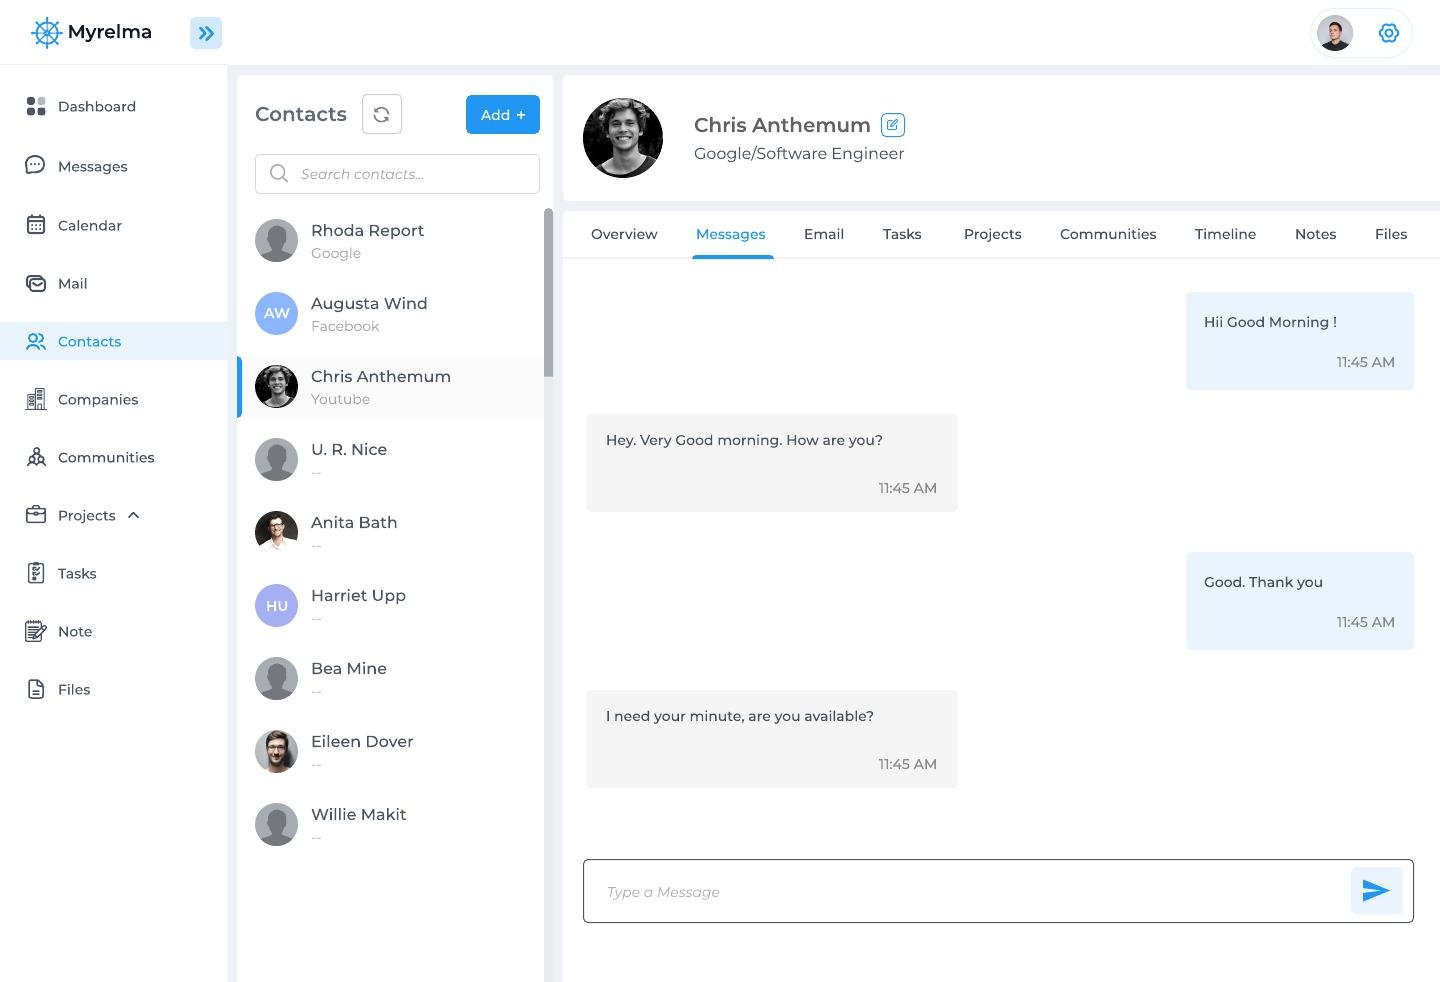 Myrelma
Dashboard
Messages
Calendar
Mail
Contacts
Companies
Communities
Projects
Tasks
Note
Files
Contacts
Add +
Search contacts...
Rhoda Report
Google
AW
Augusta Wind
Facebook
Chris Anthemum
Youtube
U. R. Nice
--
Anita Bath
--
HU
Harriet Upp
--
Bea Mine
--
Eileen Dover
--
Willie Makit
--
Chris Anthemum
Google/Software Engineer
Overview Messages Email Tasks Projects Communities Timeline Notes Files
Hii Good Morning !
11:45 AM
Hey. Very Good morning. How are you?
11:45 AM
Good. Thank you
11:45 AM
I need your minute, are you available?
11:45 AM
Type a Message